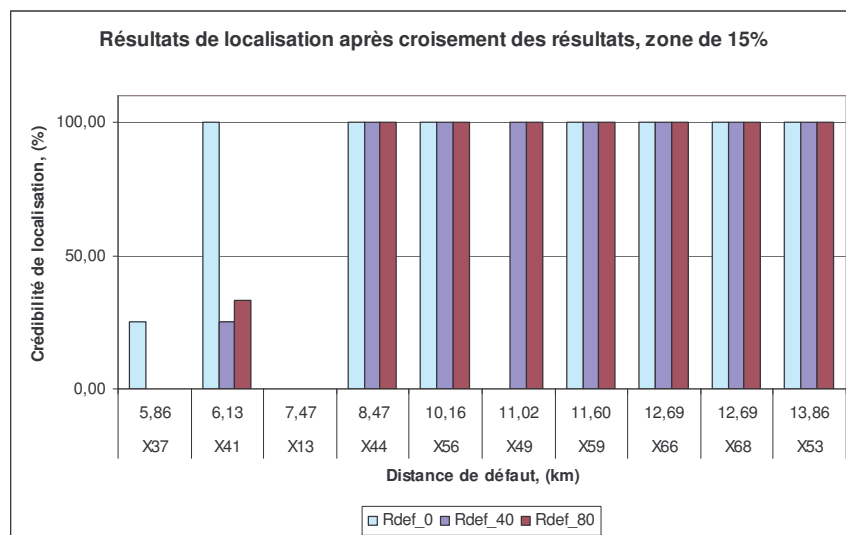 Résultats de localisation après croisement des résultats, zone de 15%
Crédibilité de localisation, (%)
100,00
50,00
0,00
5,86 6,13 7,47 8,47 10,16 11,02 11,60 12,69 12,69 13,86
X37 X41 X13 X44 X56 X49 X59 X66 X68 X53
Distance de défaut, (km)
Rdef_0 Rdef_40 Rdef_80